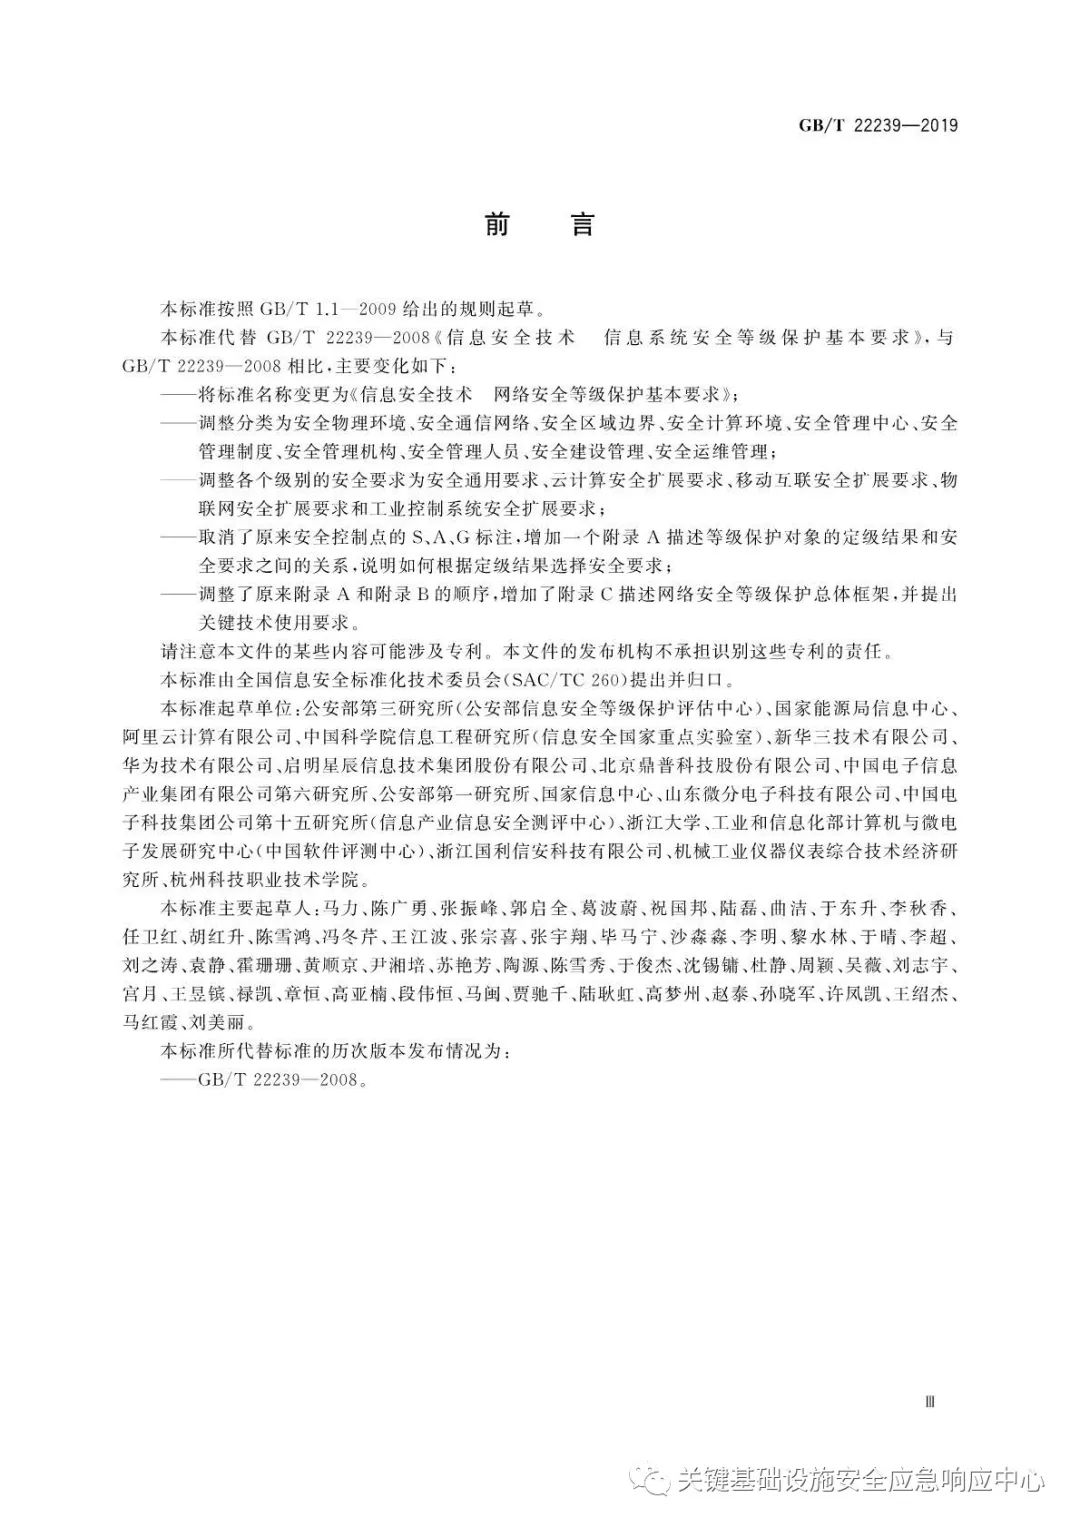 GB/T 22239—2019
前 言
本标准按照 GB/T 1.1—2009 给出的规则起草。
本标准代替 GB/T 22239—2008《信息安全技术 信息系统安全等级保护基本要求》,与
GB/T 22239—2008 相比,主要变化如下:
——将标准名称变更为《信息安全技术 网络安全等级保护基本要求》;
——调整分类为安全物理环境、安全通信网络、安全区域边界、安全计算环境、安全管理中心、安全
管理制度、安全管理机构、安全管理人员、安全建设管理、安全运维管理;
——调整各个级别的安全要求为安全通用要求、云计算安全扩展要求、移动互联安全扩展要求、物
联网安全扩展要求和工业控制系统安全扩展要求;
——取消了原来安全控制点的 S、A、G 标注,增加一个附录 A 描述等级保护对象的定级结果和安
全要求之间的关系,说明如何根据定级结果选择安全要求;
——调整了原来附录 A 和附录 B 的顺序,增加了附录 C 描述网络安全等级保护总体框架,并提出
关键技术使用要求。
请注意本文件的某些内容可能涉及专利。本文件的发布机构不承担识别这些专利的责任。
本标准由全国信息安全标准化技术委员会(SAC/TC 260)提出并归口。
本标准起草单位:公安部第三研究所(公安部信息安全等级保护评估中心)、国家能源局信息中心、
阿里云计算有限公司、中国科学院信息工程研究所(信息安全国家重点实验室)、新华三技术有限公司、
华为技术有限公司、启明星辰信息技术集团股份有限公司、北京鼎普科技股份有限公司、中国电子信息
产业集团有限公司第六研究所、公安部第一研究所、国家信息中心、山东微分电子科技有限公司、中国电
子科技集团公司第十五研究所(信息产业信息安全测评中心)、浙江大学、工业和信息化部计算机与微电
子发展研究中心(中国软件评测中心)、浙江国利信安科技有限公司、机械工业仪器仪表综合技术经济研
究所、杭州科技职业技术学院。
本标准主要起草人:马力、陈广勇、张振峰、郭启全、葛波蔚、祝国邦、陆磊、曲洁、于东升、李秋香、
任卫红、胡红升、陈雪鸿、冯冬芹、王江波、张宗喜、张宇翔、毕马宁、沙淼淼、李明、黎水林、于晴、李超、
刘之涛、袁静、霍珊珊、黄顺京、尹湘培、苏艳芳、陶源、陈雪秀、于俊杰、沈锡镛、杜静、周颖、吴薇、刘志宇、
宫月、王昱镔、禄凯、章恒、高亚楠、段伟恒、马闽、贾驰千、陆耿虹、高梦州、赵泰、孙晓军、许凤凯、王绍杰、
马红霞、刘美丽。
本标准所代替标准的历次版本发布情况为:
——GB/T 22239—2008。
Ⅲ
关键基础设施安全应急响应中心